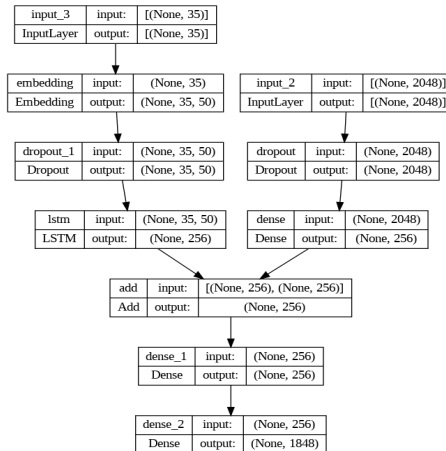 input_3 input: [(None, 35)]
InputLayer output: [(None, 35)]
embedding input: (None, 35)
Embedding output: (None, 35, 50)
input_2 input: [(None, 2048)]
InputLayer output: [(None, 2048)]
dropout_1 input: (None, 35, 50)
Dropout output: (None, 35, 50)
dropout input: (None, 2048)
Dropout output: (None, 2048)
lstm input: (None, 35, 50)
LSTM output: (None, 256)
dense input: (None, 2048)
Dense output: (None, 256)
add input: [(None, 256), (None, 256)]
Add output: (None, 256)
dense_1 input: (None, 256)
Dense output: (None, 256)
dense_2 input: (None, 256)
Dense output: (None, 1848)